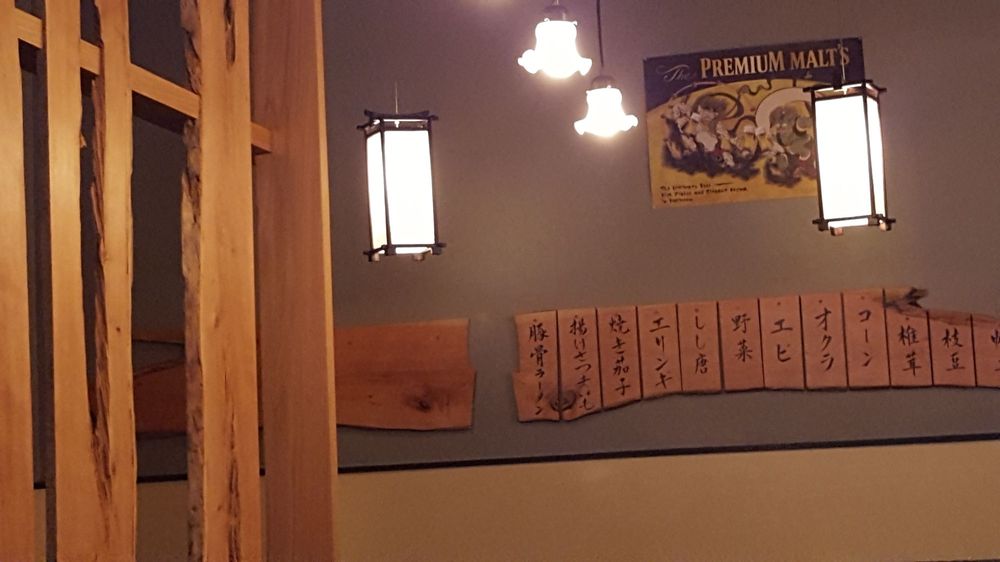 The PREMIUM MALT'S
豚骨ラーメン
揚げさつまいも
焼き茄子
エリンキ
しし唐
野菜
エビ
オクラ
コーン
椎茸
枝豆